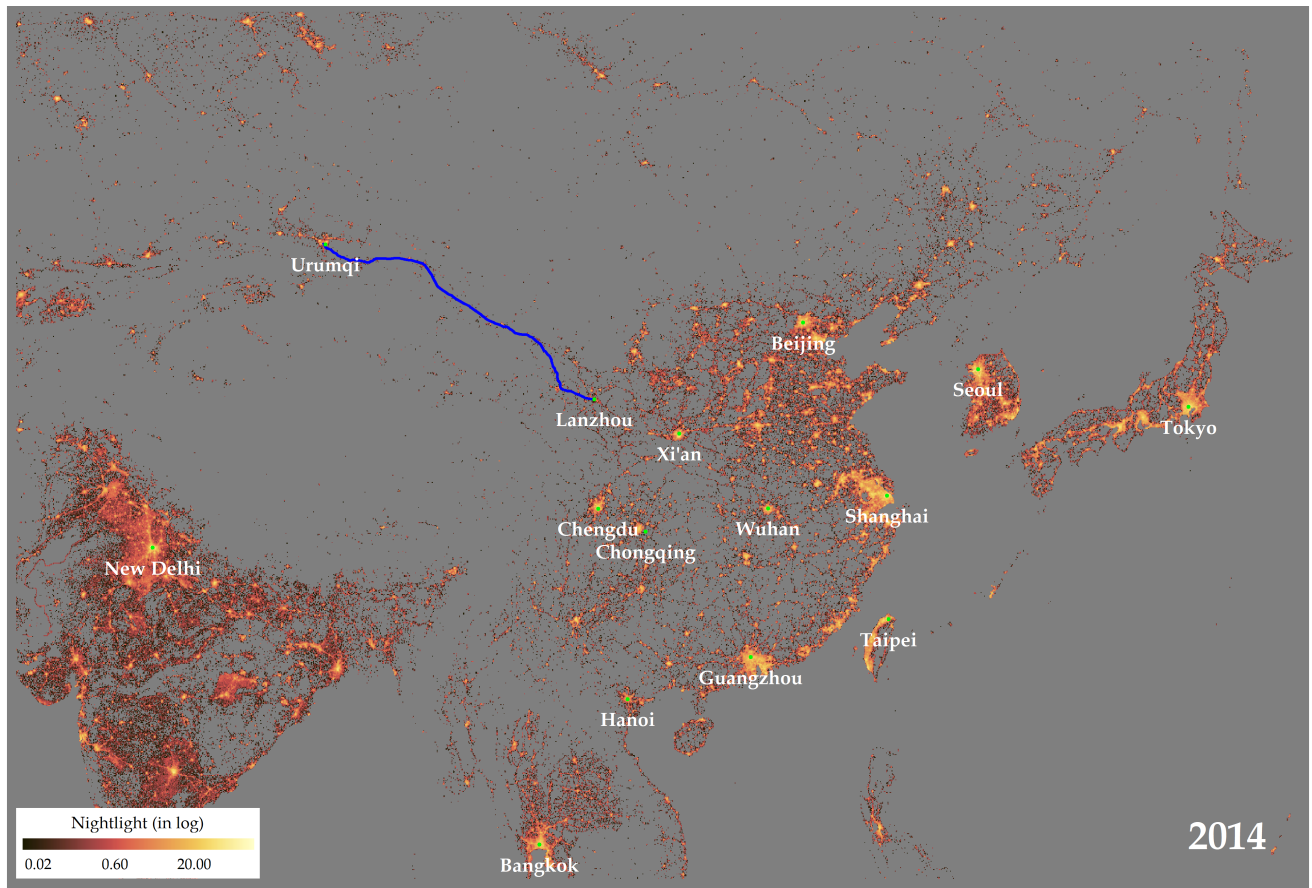 Urumqi
Beijing
Seoul
Lanzhou
Tokyo
Xi'an
Shanghai
Chengdu
Wuhan
Chongqing
New Delhi
Taipei
Guangzhou
Hanoi
Nightlight (in log)
0.02 0.60 20.00
2014
Bangkok